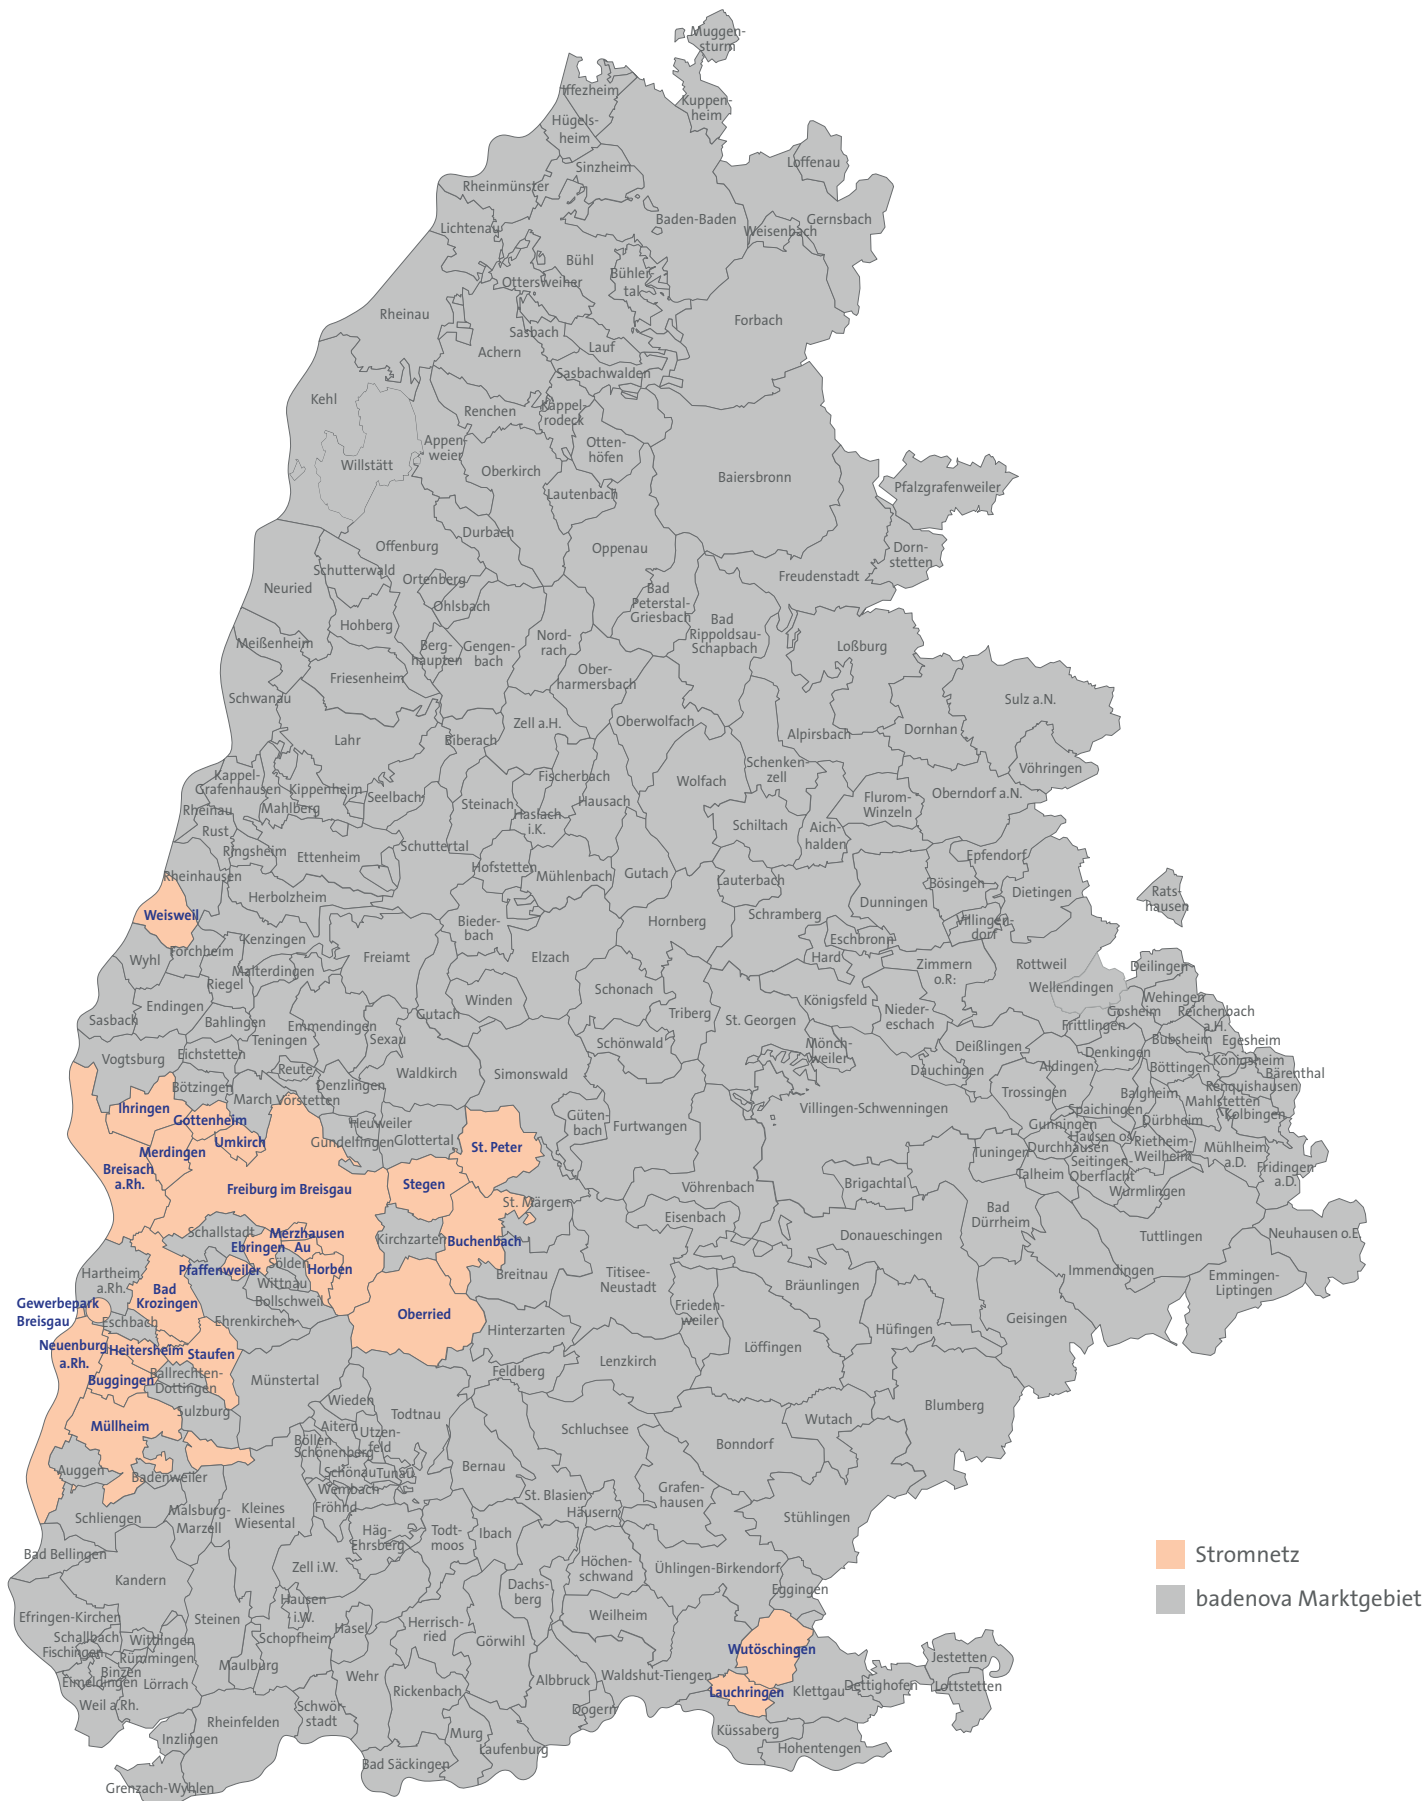 Muggen-
sturm
Iffezheim
Kuppen-
heim
Hügels-
heim
Loffenau
Sinzheim
Rheinmünster
Baden-Baden
Gernsbach
Weisenbach
Lichtenau
Bühl
Bühler-
tal
Ottersweiher
Rheinau
Forbach
Sasbach
Lauf
Achern
Sasbachwalden
Kehl
Renchen
Kappel-
rodeck
Appen-
weier
Otten-
höfen
Willstätt
Oberkirch
Baiersbronn
Pfalzgrafenweiler
Lautenbach
Durbach
Offenburg
Oppenau
Dorn-
stetten
Schutterwald
Ortenberg
Freudenstadt
Neuried
Bad
Peterstal-
Griesbach
Ohlsbach
Hohberg
Bad
Rippoldsau-
Schapbach
Meißenheim
Berg-
haupten
Gengen-
bach
Nord-
rach
Loßburg
Friesenheim
Ober-
harmersbach
Schwanau
Sulz a.N.
Zell a.H.
Oberwolfach
Dornhan
Lahr
Biberach
Alpirsbach
Schenken-
zell
Vöhringen
Kappel-
Grafenhausen
Kippenheim
Seelbach
Fischerbach
Wolfach
Oberndorf a.N.
Rheinau
Mahlberg
Steinach
Hausach
Flurom-
Winzeln
Haslach
i.K.
Rust
Schiltach
Aich-
halden
Ringsheim
Ettenheim
Schuttertal
Epfendorf
Rheinhausen
Hofstetten
Mühlenbach
Gutach
Lauterbach
Bösingen
Dietingen
Rats-
hausen
Herbolzheim
Dunningen
Weisweil
Schramberg
Bieder-
bach
Hornberg
Villingen-
dorf
Kenzingen
Eschbronn
Forchheim
Wyhl
Freiamt
Elzach
Hard
Zimmern
o.R:
Rottweil
Deilingen
Malterdingen
Riegel
Schonach
Wellendingen
Wehingen
Endingen
Winden
Königsfeld
Nieder-
eschach
Gosheim
Reichenbach
a.H.
Sasbach
Bahlingen
Emmendingen
Gutach
Triberg
St. Georgen
Frittlingen
Teningen
Sexau
Schönwald
Mönch-
weiler
Deißlingen
Bubsheim
Egesheim
Vogtsburg
Eichstetten
Denkingen
Königsheim
Reute
Waldkirch
Simonswald
Dauchingen
Aldingen
Böttingen
Bärenthal
Bötzingen
Denzlingen
Renquishausen
March
Vörstetten
Trossingen
Balgheim
Mahlstetten
Ihringen
Villingen-Schwenningen
Spaichingen
Kolbingen
Gottenheim
Heuweiler
Güten-
bach
Furtwangen
Gunningen
Dürbheim
Umkirch
Gundelfingen
Glottertal
St. Peter
Hausen o.V.
Rietheim-
Weilheim
Mühlheim
a.D.
Merdingen
Tuningen
Durchhausen
Seitingen-
Oberflacht
Fridingen
a.D.
Breisach
a.Rh.
Talheim
Freiburg im Breisgau
Stegen
Vöhrenbach
Brigachtal
Wurmlingen
St. Märgen
Eisenbach
Bad
Dürrheim
Schallstadt
Merzhausen
Kirchzarten
Buchenbach
Donaueschingen
Tuttlingen
Neuhausen o.E.
Ebringen
Au
Sölden
Pfaffenweiler
Horben
Hartheim
a.Rh.
Wittnau
Breitnau
Titisee-
Neustadt
Bräunlingen
Immendingen
Emmingen-
Liptingen
Bad
Krozingen
Bollschweil
Gewerbepark
Breisgau
Eschbach
Ehrenkirchen
Oberried
Frieden-
weiler
Geisingen
Hinterzarten
Hüfingen
Neuenburg
a.Rh.
Heitersheim
Staufen
Löffingen
Lenzkirch
Buggingen
Ballrechten-
Dottingen
Münstertal
Feldberg
Sulzburg
Wieden
Blumberg
Müllheim
Todtnau
Wutach
Aitern
Utzen-
feld
Schluchsee
Böllen
Schönenberg
Bonndorf
Auggen
Badenweiler
Schönau
Tunau
Bernau
Wembach
St. Blasien
Grafen-
hausen
Malsburg-
Marzell
Kleines
Wiesental
Fröhnd
Häusern
Schliengen
Stühlingen
Häg-
Ehrsberg
Todt-
moos
Ibach
Stromnetz
Bad Bellingen
Zell i.W.
Höchen-
schwand
Ühlingen-Birkendorf
Kandern
Dachs-
berg
Eggingen
badenova Marktgebiet
Hausen
i.W.
Efringen-Kirchen
Steinen
Hasel
Herrisch-
ried
Weilheim
Schallbach
Wittlingen
Schopfheim
Görwihl
Wutöschingen
Fischingen
Rümmingen
Jestetten
Binzen
Maulburg
Wehr
Albbruck
Waldshut-Tiengen
Eimeldingen
Lörrach
Rickenbach
Lauchringen
Klettgau
Dettighofen
Lottstetten
Weil a.Rh.
Schwör-
stadt
Dogern
Rheinfelden
Küssaberg
Inzlingen
Murg
Laufenburg
Hohentengen
Bad Säckingen
Grenzach-Wyhlen